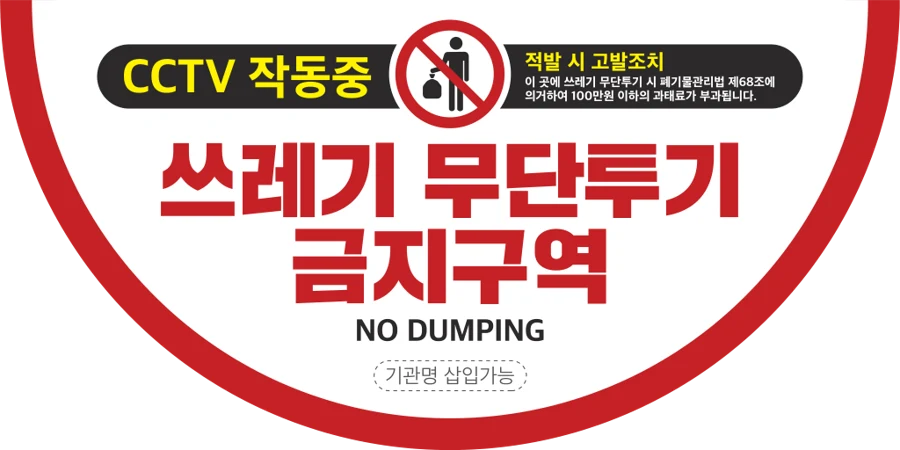 CCTV 작동중
적발 시 고발조치
이 곳에 쓰레기 무단투기 시 폐기물관리법 제68조에
의거하여 100만원 이하의 과태료가 부과됩니다.
쓰레기 무단투기
금지구역
NO DUMPING
기관명 삽입가능